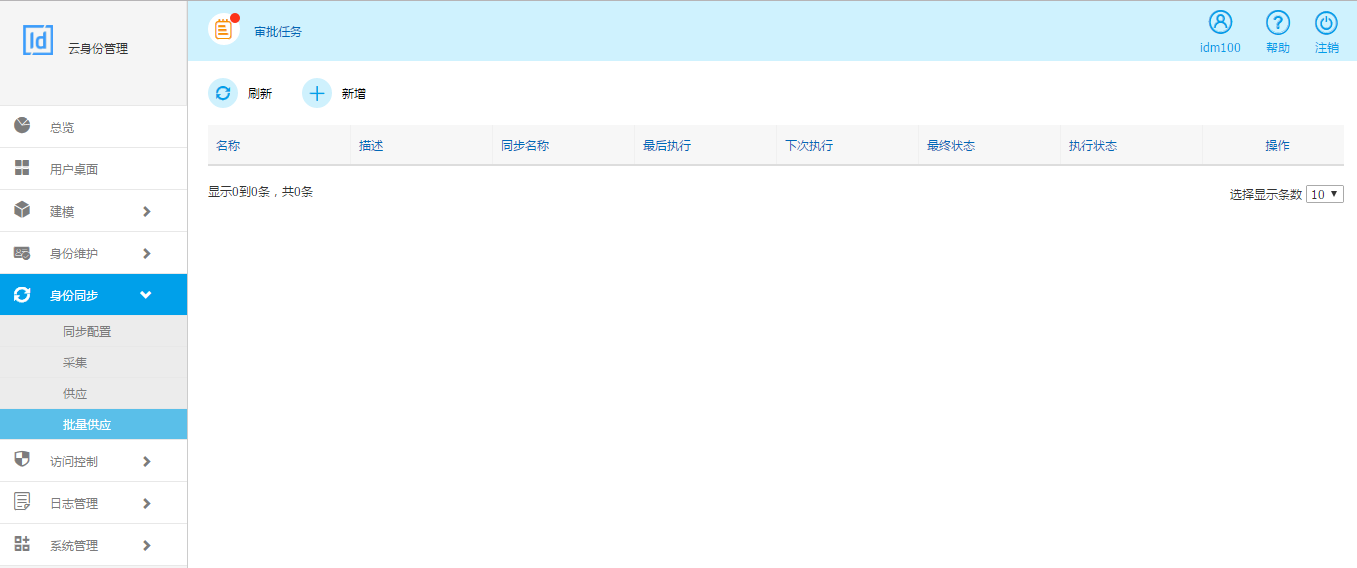 Id 云身份管理
审批任务
idm100
帮助
注销
总览
用户桌面
建模
身份维护
身份同步
同步配置
采集
供应
批量供应
访问控制
日志管理
系统管理
刷新
新增
名称 描述 同步名称 最后执行 下次执行 最终状态 执行状态 操作
显示0到0条，共0条
选择显示条数 10